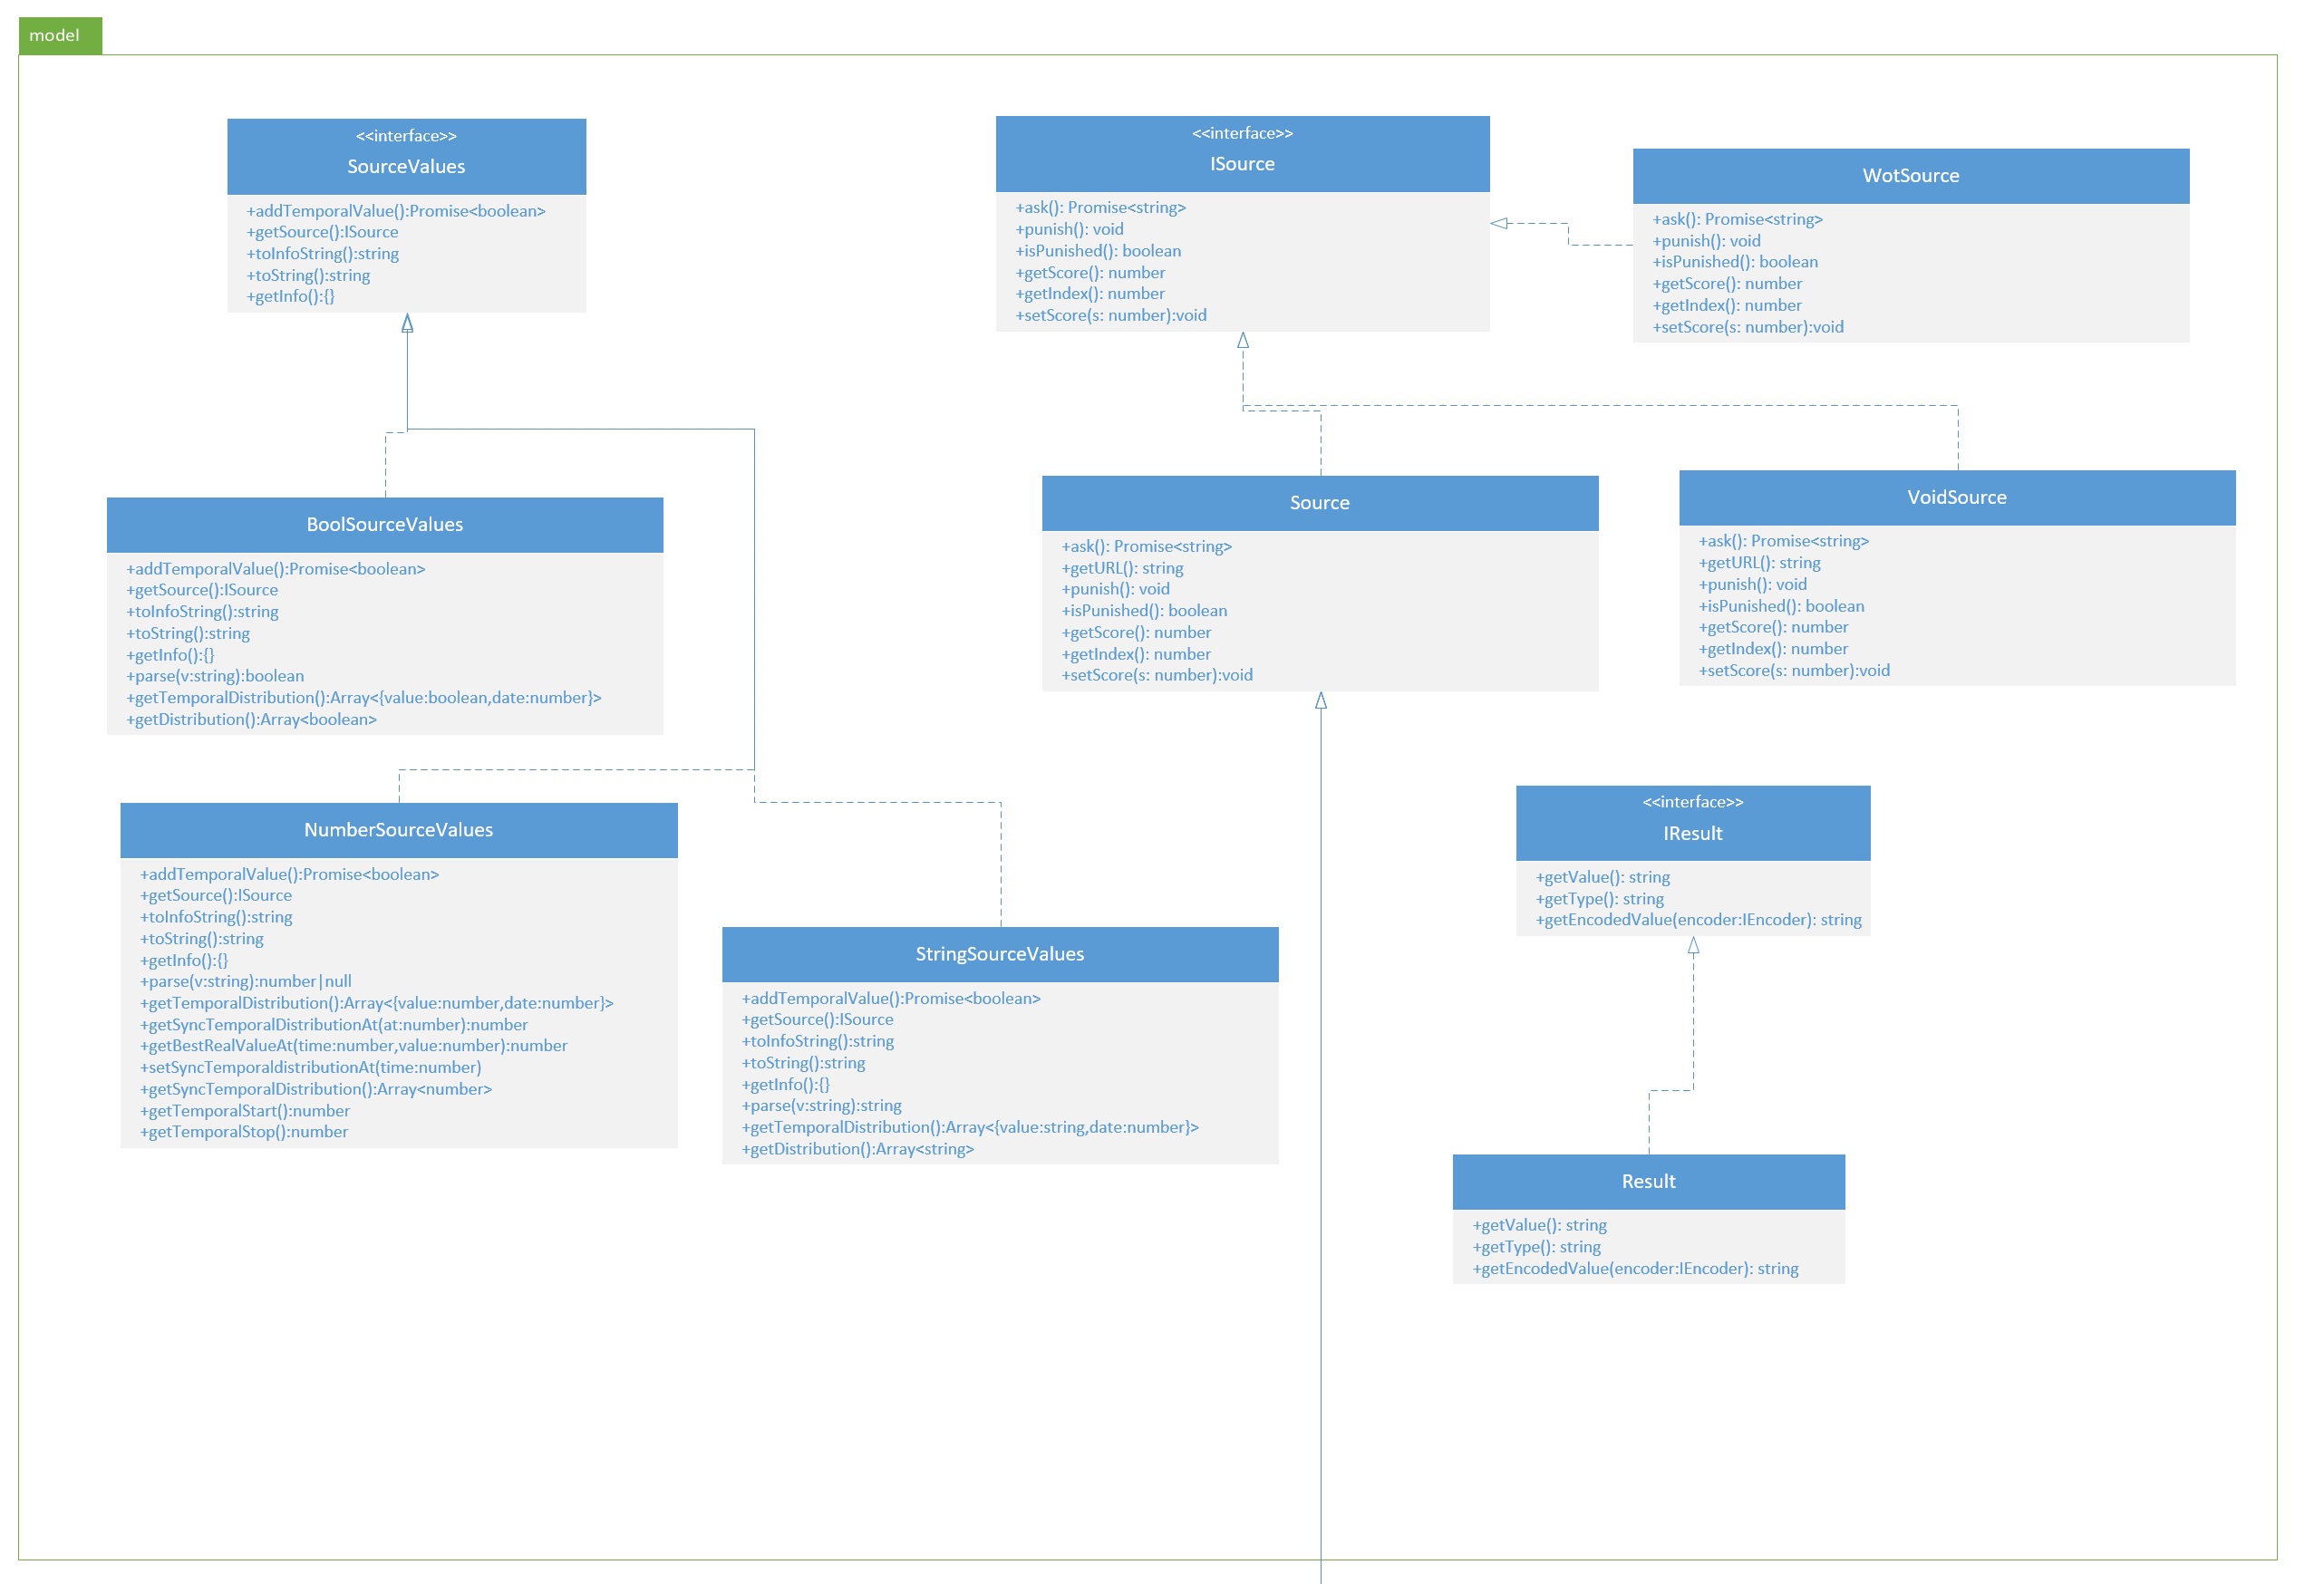 model
<<interface>>
SourceValues
+addTemporalValue():Promise<boolean>
+getSource():ISource
+toInfoString():string
+toString():string
+getInfo():{}
<<interface>>
ISource
+ask(): Promise<string>
+punish(): void
+isPunished(): boolean
+getScore(): number
+getIndex(): number
+setScore(s: number):void
WotSource
+ask(): Promise<string>
+punish(): void
+isPunished(): boolean
+getScore(): number
+getIndex(): number
+setScore(s: number):void
BoolSourceValues
+addTemporalValue():Promise<boolean>
+getSource():ISource
+toInfoString():string
+toString():string
+getInfo():{}
+parse(v:string):boolean
+getTemporalDistribution():Array<{value:boolean,date:number}>
+getDistribution():Array<boolean>
Source
+ask(): Promise<string>
+getURL(): string
+punish(): void
+isPunished(): boolean
+getScore(): number
+getIndex(): number
+setScore(s: number):void
VoidSource
+ask(): Promise<string>
+getURL(): string
+punish(): void
+isPunished(): boolean
+getScore(): number
+getIndex(): number
+setScore(s: number):void
NumberSourceValues
+addTemporalValue():Promise<boolean>
+getSource():ISource
+toInfoString():string
+toString():string
+getInfo():{}
+parse(v:string):number|null
+getTemporalDistribution():Array<{value:number,date:number}>
+getSyncTemporalDistributionAt(at:number):number
+getBestRealValueAt(time:number,value:number):number
+setSyncTemporaldistributionAt(time:number)
+getSyncTemporalDistribution():Array<number>
+getTemporalStart():number
+getTemporalStop():number
StringSourceValues
+addTemporalValue():Promise<boolean>
+getSource():ISource
+toInfoString():string
+toString():string
+getInfo():{}
+parse(v:string):string
+getTemporalDistribution():Array<{value:string,date:number}>
+getDistribution():Array<string>
<<interface>>
IResult
+getValue(): string
+getType(): string
+getEncodedValue(encoder:IEncoder): string
Result
+getValue(): string
+getType(): string
+getEncodedValue(encoder:IEncoder): string